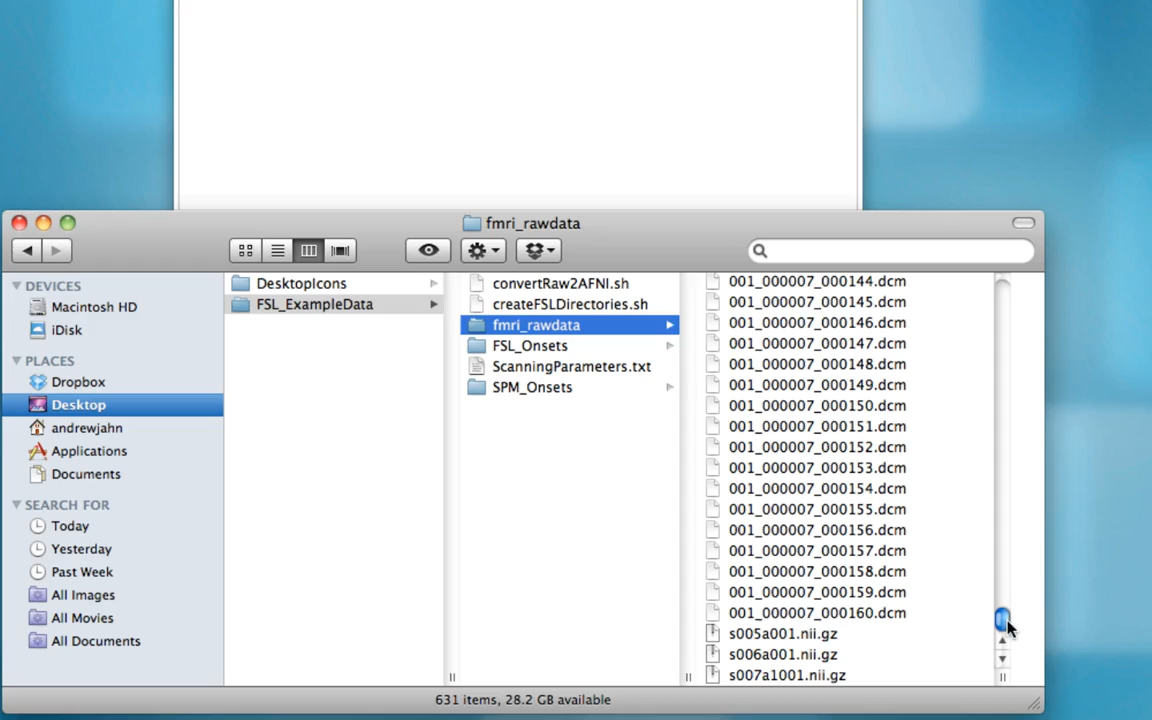 fmri_rawdata
DEVICES
Macintosh HD
iDisk
PLACES
Dropbox
Desktop
andrewjahn
Applications
Documents
SEARCH FOR
Today
Yesterday
Past Week
All Images
All Movies
All Documents
DesktopIcons
FSL_ExampleData
convertRaw2AFNI.sh
createFSLDirectories.sh
fmri_rawdata
FSL_Onsets
ScanningParameters.txt
SPM_Onsets
001_000007_000144.dcm
001_000007_000145.dcm
001_000007_000146.dcm
001_000007_000147.dcm
001_000007_000148.dcm
001_000007_000149.dcm
001_000007_000150.dcm
001_000007_000151.dcm
001_000007_000152.dcm
001_000007_000153.dcm
001_000007_000154.dcm
001_000007_000155.dcm
001_000007_000156.dcm
001_000007_000157.dcm
001_000007_000158.dcm
001_000007_000159.dcm
001_000007_000160.dcm
s005a001.nii.gz
s006a001.nii.gz
s007a1001.nii.gz
631 items, 28.2 GB available